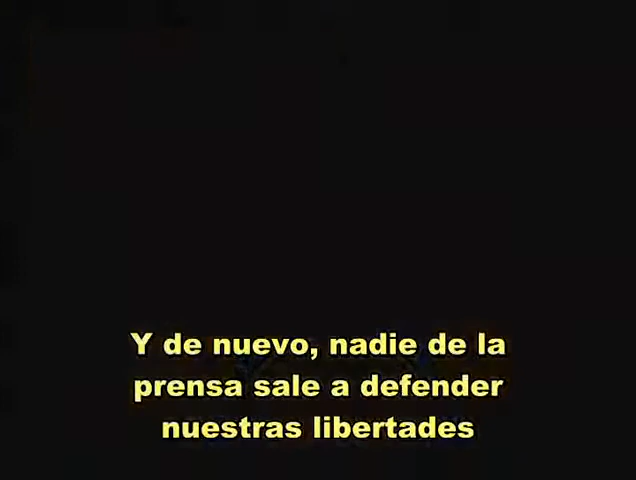 Y de nuevo, nadie de la
prensa sale a defender
nuestras libertades